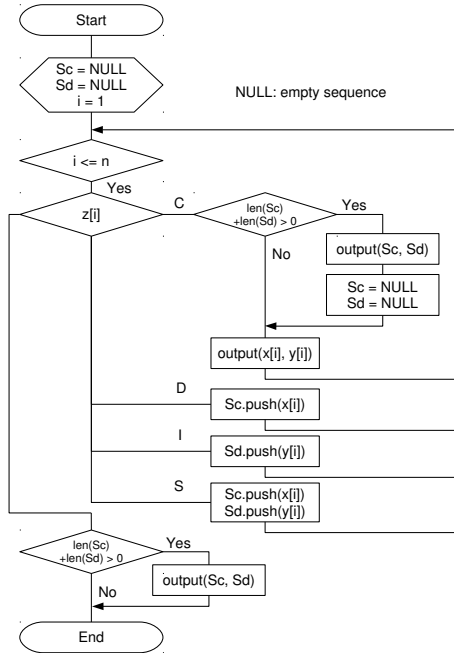 Start
Sc = NULL
Sd = NULL
i = 1
NULL: empty sequence
i <= n
Yes
z[i]
C
len(Sc)
+len(Sd) > 0
Yes
output(Sc, Sd)
No
Sc = NULL
Sd = NULL
output(x[i], y[i])
D
Sc.push(x[i])
I
Sd.push(y[i])
S
Sc.push(x[i])
Sd.push(y[i])
len(Sc)
+len(Sd) > 0
Yes
output(Sc, Sd)
No
End